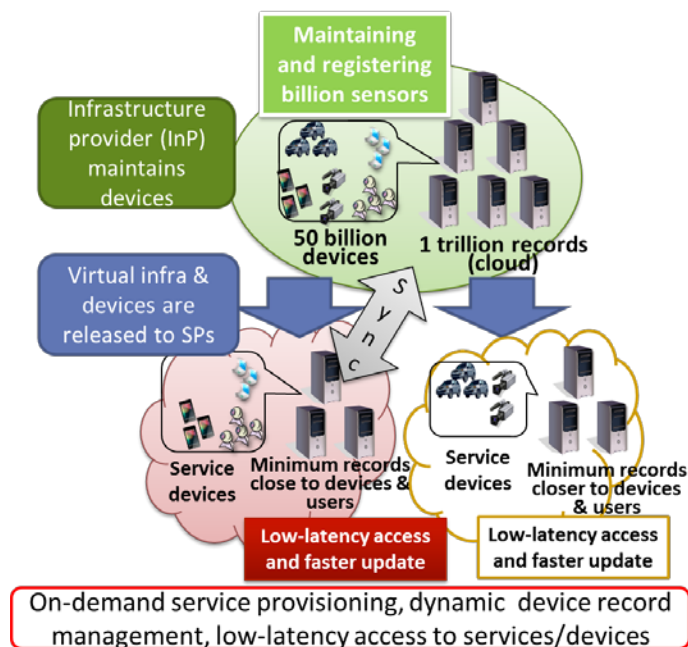 Maintaining
and registering
billion sensors
Infrastructure
provider (InP)
maintains
devices
50 billion
devices
1 trillion records
(cloud)
Virtual infra &
devices are
released to SPs
Sync
Service
devices
Minimum records
close to devices &
users
Service
devices
Minimum records
closer to devices
& users
Low-latency access
and faster update
Low-latency access
and faster update
On-demand service provisioning, dynamic device record
management, low-latency access to services/devices